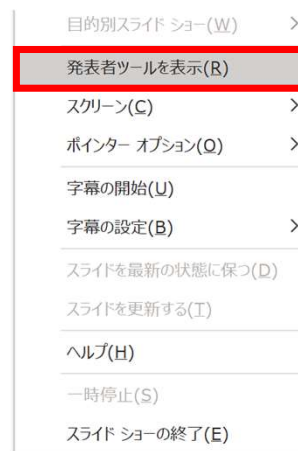 目的別スライド ショー(W) >
発表者ツールを表示(R)
スクリーン(C) >
ポインター オプション(O) >
字幕の開始(U)
字幕の設定(B) >
スライドを最新の状態に保つ(D)
スライドを更新する(T)
ヘルプ(H)
一時停止(S)
スライド ショーの終了(E)